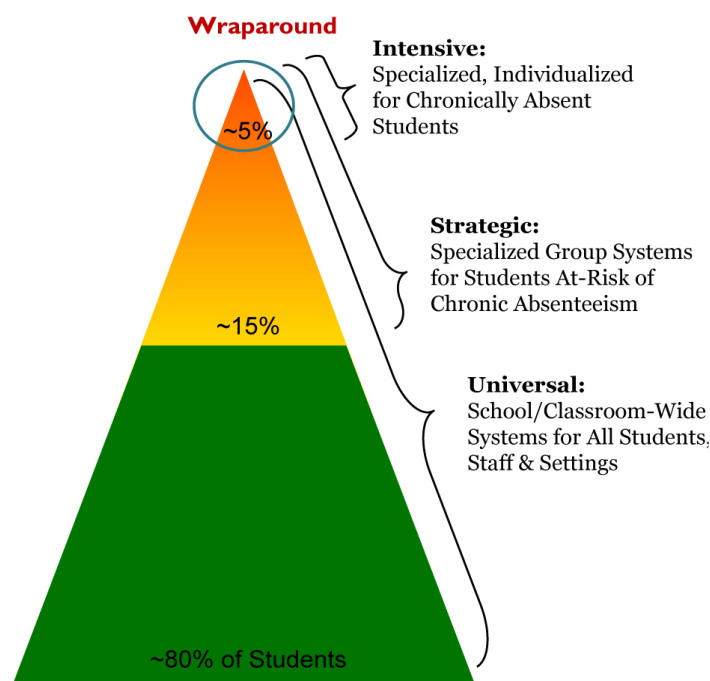 Wraparound
Intensive:
Specialized, Individualized
for Chronically Absent
Students
~5%
Strategic:
Specialized Group Systems
for Students At-Risk of
Chronic Absenteeism
~15%
Universal:
School/Classroom-Wide
Systems for All Students,
Staff & Settings
~80% of Students